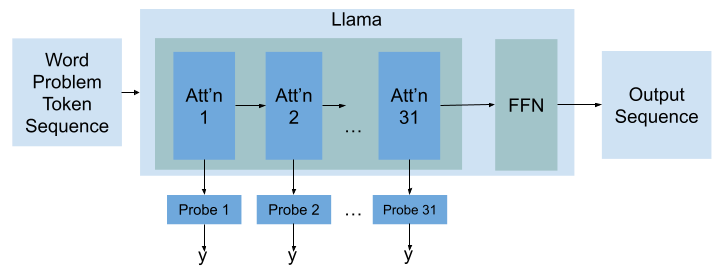 Llama
Word
Problem
Token
Sequence
Att'n
1
Att'n
2
...
Att'n
31
FFN
Output
Sequence
Probe 1
Probe 2
...
Probe 31
y
y
y